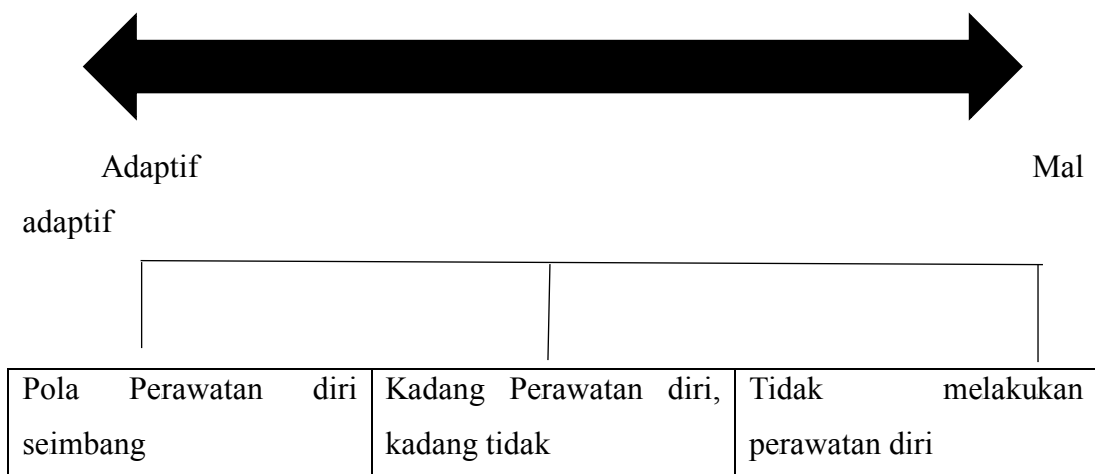 Adaptif Mal
adaptif
Pola Perawatan diri
seimbang
Kadang Perawatan diri,
kadang tidak
Tidak melakukan
perawatan diri